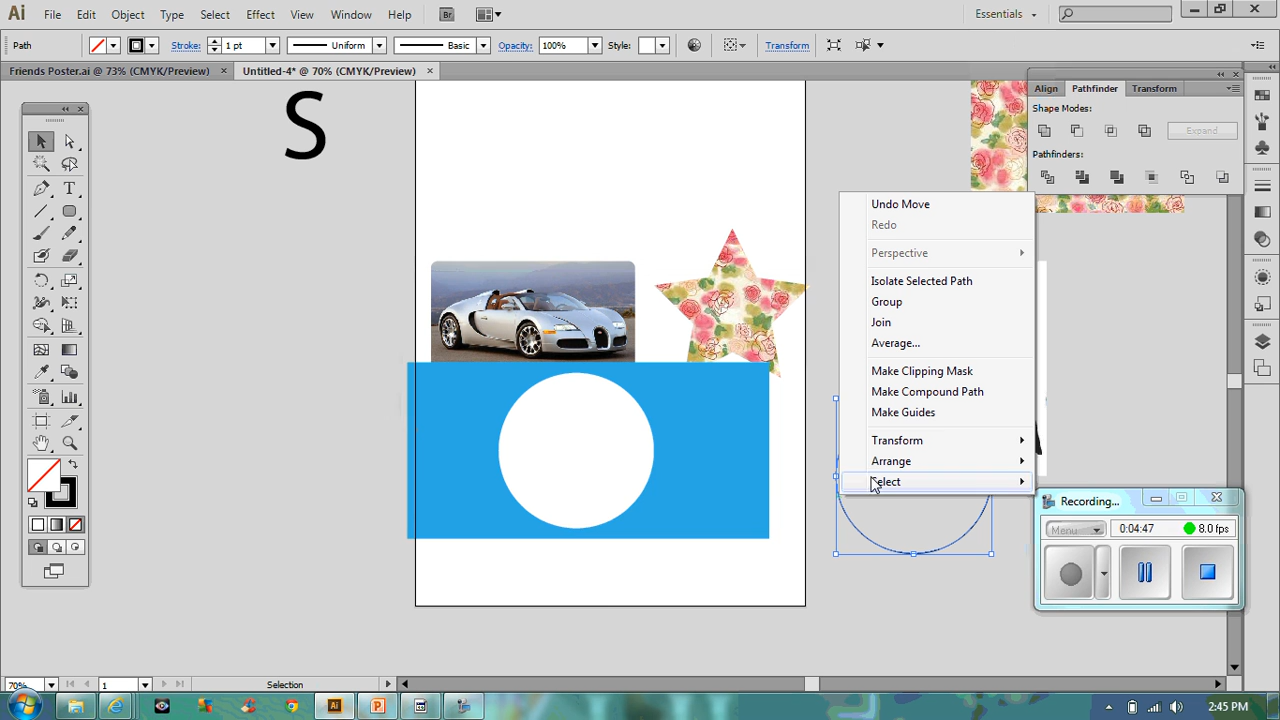 Ai File Edit Object Type Select Effect View Window Help Br Essentials
Path Stroke: 1 pt Uniform Basic Opacity: 100% Style: Transform
Friends Poster.ai @ 73% (CMYK/Preview) × Untitled-4* @ 70% (CMYK/Preview) ×
S
Align Pathfinder Transform
Shape Modes:
Expand
Pathfinders:
Undo Move
Redo
Perspective
Isolate Selected Path
Group
Join
Average...
Make Clipping Mask
Make Compound Path
Make Guides
Transform
Arrange
Select
Recording...
Menu 0:04:47 8.0 fps
70% 1 Selection
2:45 PM